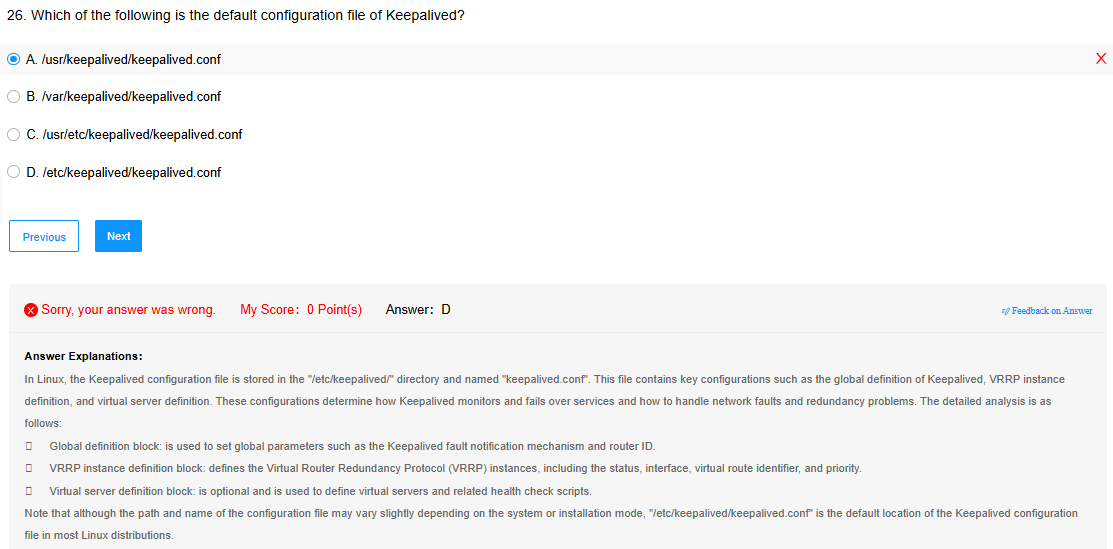 26. Which of the following is the default configuration file of Keepalived?
A. /usr/keepalived/keepalived.conf
X
B. /var/keepalived/keepalived.conf
C. /usr/etc/keepalived/keepalived.conf
D. /etc/keepalived/keepalived.conf
Previous Next
Sorry, your answer was wrong. My Score: 0 Point(s) Answer: D
Feedback on Answer
Answer Explanations:
In Linux, the Keepalived configuration file is stored in the "/etc/keepalived/" directory and named "keepalived.conf". This file contains key configurations such as the global definition of Keepalived, VRRP instance
definition, and virtual server definition. These configurations determine how Keepalived monitors and fails over services and how to handle network faults and redundancy problems. The detailed analysis is as
follows:
Global definition block: is used to set global parameters such as the Keepalived fault notification mechanism and router ID.
VRRP instance definition block: defines the Virtual Router Redundancy Protocol (VRRP) instances, including the status, interface, virtual route identifier, and priority.
Virtual server definition block: is optional and is used to define virtual servers and related health check scripts.
Note that although the path and name of the configuration file may vary slightly depending on the system or installation mode, "/etc/keepalived/keepalived.conf" is the default location of the Keepalived configuration
file in most Linux distributions.